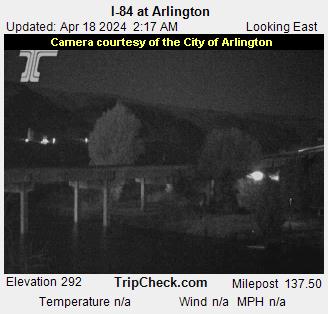 I-84 at Arlington
Updated: Apr 18 2024 2:17 AM Looking East
Camera courtesy of the City of Arlington
Elevation 292 TripCheck.com Milepost 137.50
Temperature n/a Wind n/a MPH n/a